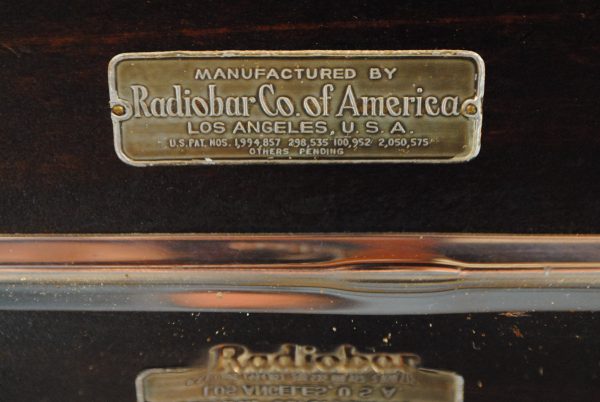 MANUFACTURED BY
Radiobar Co. of America
LOS ANGELES, U.S.A.
U.S. PAT. NOS. 1,994,857 298,535 100,952 2,050,575
OTHERS PENDING
Radiobar